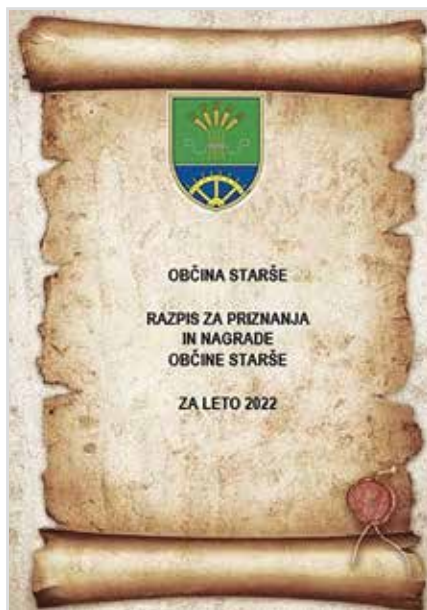 OBČINA STARŠE
RAZPIS ZA PRIZNANJA
IN NAGRADE
OBČINE STARŠE
ZA LETO 2022